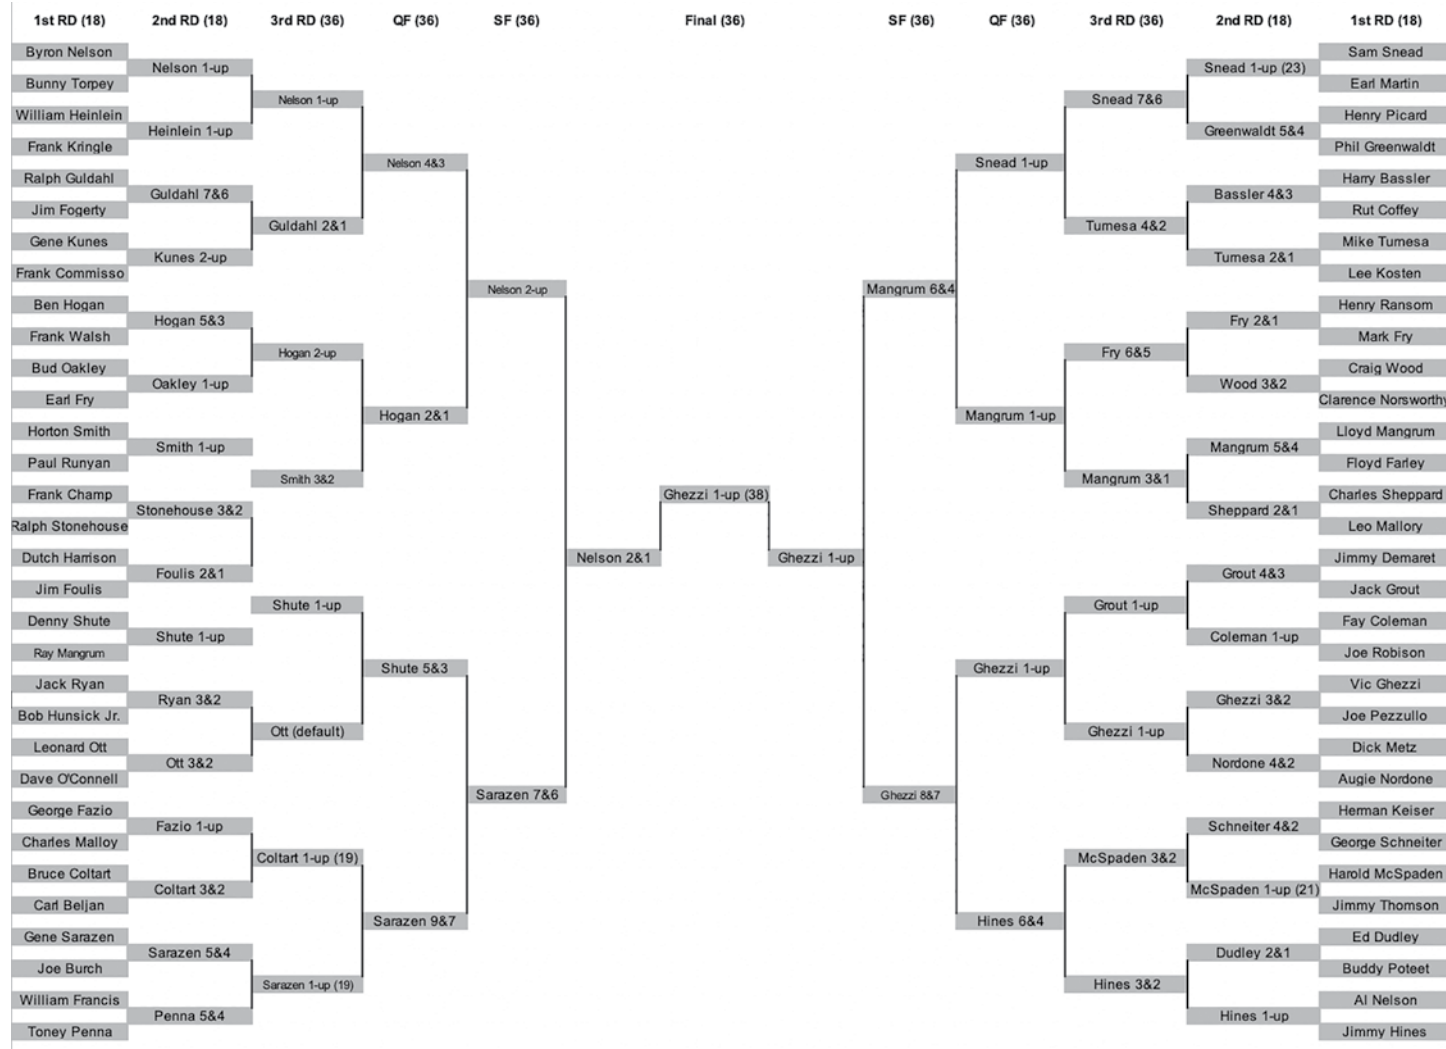 1st RD (18) 2nd RD (18) 3rd RD (36) QF (36) SF (36) Final (36) SF (36) QF (36) 3rd RD (36) 2nd RD (18) 1st RD (18)
Byron Nelson Sam Snead
Nelson 1-up Snead 1-up (23)
Bunny Torpey Earl Martin
Nelson 1-up Snead 7&6
William Heinlein Henry Picard
Heinlein 1-up Greenwaldt 5&4
Frank Kringle Phil Greenwaldt
Nelson 4&3 Snead 1-up
Ralph Guldahl Harry Bassler
Guldahl 7&6 Bassler 4&3
Jim Fogerty Rut Coffey
Guldahl 2&1 Turnesa 4&2
Gene Kunes Mike Turnesa
Kunes 2-up Turnesa 2&1
Frank Commisso Lee Kosten
Nelson 2-up Mangrum 6&4
Ben Hogan Henry Ransom
Hogan 5&3 Fry 2&1
Frank Walsh Mark Fry
Hogan 2-up Fry 6&5
Bud Oakley Craig Wood
Oakley 1-up Wood 3&2
Earl Fry Clarence Norsworthy
Hogan 2&1 Mangrum 1-up
Horton Smith Lloyd Mangrum
Smith 1-up Mangrum 5&4
Paul Runyan Floyd Farley
Smith 3&2 Mangrum 3&1
Frank Champ Ghezzi 1-up (38) Charles Sheppard
Stonehouse 3&2 Sheppard 2&1
Ralph Stonehouse Leo Mallory
Dutch Harrison Nelson 2&1 Ghezzi 1-up Jimmy Demaret
Foulis 2&1 Grout 4&3
Jim Foulis Jack Grout
Shute 1-up Grout 1-up
Denny Shute Fay Coleman
Shute 1-up Coleman 1-up
Ray Mangrum Joe Robison
Shute 5&3 Ghezzi 1-up
Jack Ryan Vic Ghezzi
Ryan 3&2 Ghezzi 3&2
Bob Hunsick Jr. Joe Pezzullo
Ott (default) Ghezzi 1-up
Leonard Ott Dick Metz
Ott 3&2 Nordone 4&2
Dave O'Connell Augie Nordone
Sarazen 7&6 Ghezzi 8&7
George Fazio Herman Keiser
Fazio 1-up Schneiter 4&2
Charles Malloy George Schneiter
Coltart 1-up (19) McSpaden 3&2
Bruce Coltart Harold McSpaden
Coltart 3&2 McSpaden 1-up (21)
Carl Beljan Jimmy Thomson
Sarazen 9&7 Hines 6&4
Gene Sarazen Ed Dudley
Sarazen 5&4 Dudley 2&1
Joe Burch Buddy Poteet
Sarazen 1-up (19) Hines 3&2
William Francis Al Nelson
Penna 5&4 Hines 1-up
Toney Penna Jimmy Hines